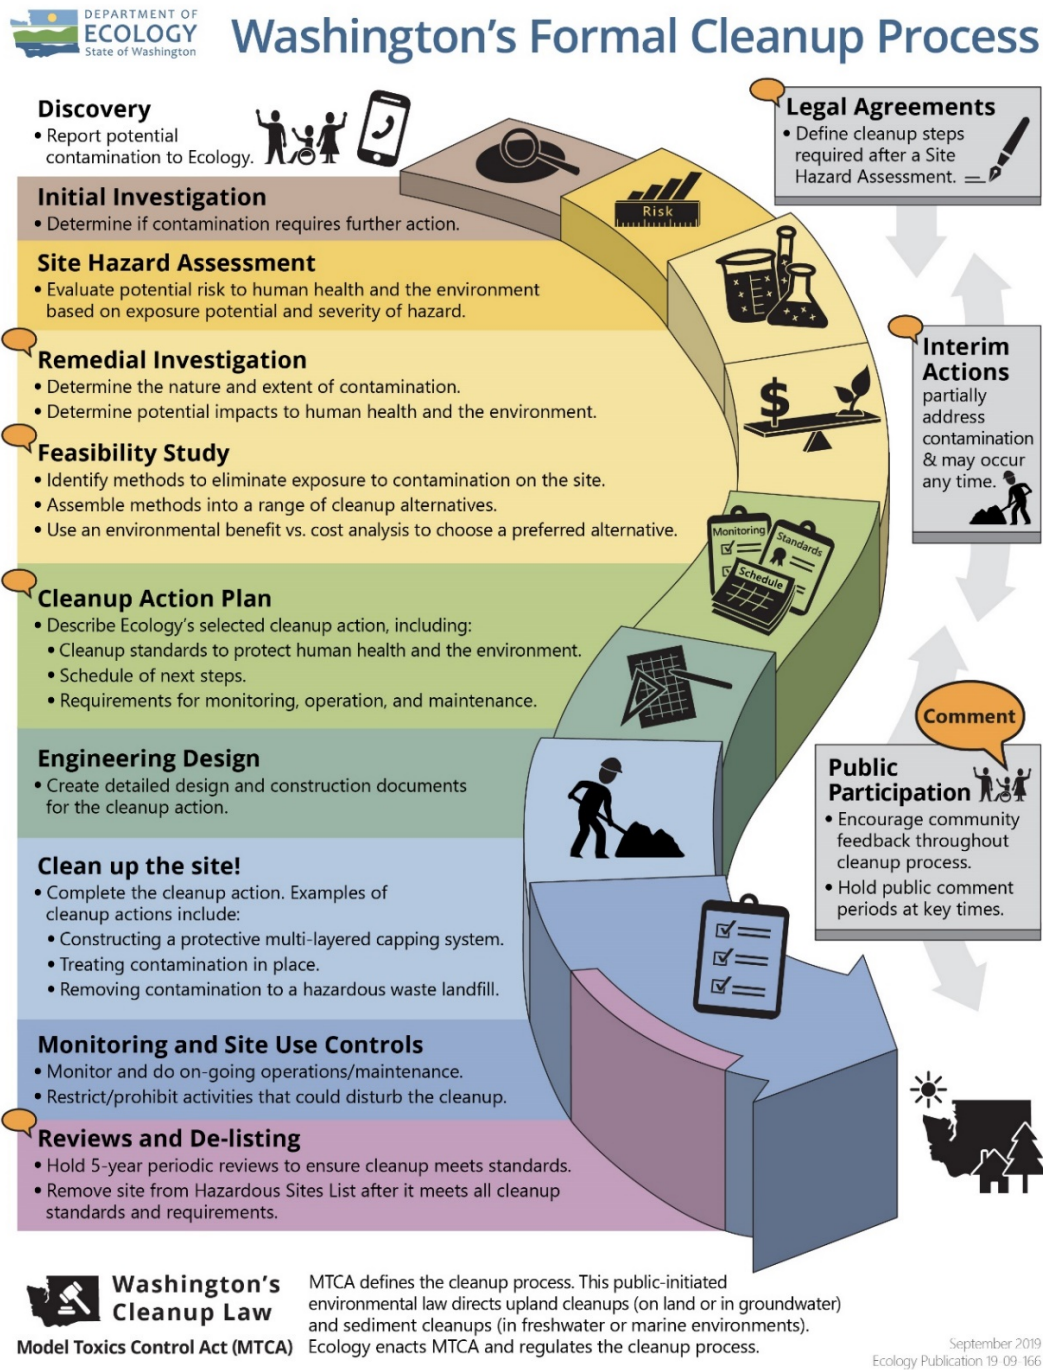 DEPARTMENT OF
ECOLOGY
State of Washington
Washington's Formal Cleanup Process
Discovery
• Report potential
contamination to Ecology.
Initial Investigation
• Determine if contamination requires further action.
Site Hazard Assessment
• Evaluate potential risk to human health and the environment
based on exposure potential and severity of hazard.
Remedial Investigation
• Determine the nature and extent of contamination.
• Determine potential impacts to human health and the environment.
Feasibility Study
• Identify methods to eliminate exposure to contamination on the site.
• Assemble methods into a range of cleanup alternatives.
• Use an environmental benefit vs. cost analysis to choose a preferred alternative.
Cleanup Action Plan
• Describe Ecology's selected cleanup action, including:
• Cleanup standards to protect human health and the environment.
• Schedule of next steps.
• Requirements for monitoring, operation, and maintenance.
Engineering Design
• Create detailed design and construction documents
for the cleanup action.
Clean up the site!
• Complete the cleanup action. Examples of
cleanup actions include:
• Constructing a protective multi-layered capping system.
• Treating contamination in place.
• Removing contamination to a hazardous waste landfill.
Monitoring and Site Use Controls
• Monitor and do on-going operations/maintenance.
• Restrict/prohibit activities that could disturb the cleanup.
Reviews and De-listing
• Hold 5-year periodic reviews to ensure cleanup meets standards.
• Remove site from Hazardous Sites List after it meets all cleanup
standards and requirements.
Risk
$
Monitoring
Standards
Schedule
Legal Agreements
• Define cleanup steps
required after a Site
Hazard Assessment.
Interim
Actions
partially
address
contamination
& may occur
any time.
Comment
Public
Participation
• Encourage community
feedback throughout
cleanup process.
• Hold public comment
periods at key times.
Washington's
Cleanup Law
Model Toxics Control Act (MTCA)
MTCA defines the cleanup process. This public-initiated
environmental law directs upland cleanups (on land or in groundwater)
and sediment cleanups (in freshwater or marine environments).
Ecology enacts MTCA and regulates the cleanup process.
September 2019
Ecology Publication 19-09-166